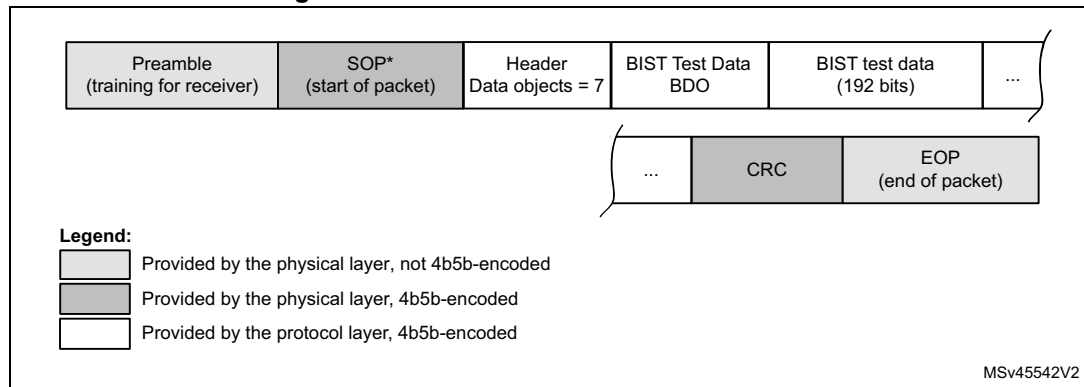 Preamble
(training for receiver)
SOP*
(start of packet)
Header
Data objects = 7
BIST Test Data
BDO
BIST test data
(192 bits)
...
...
CRC
EOP
(end of packet)
Legend:
Provided by the physical layer, not 4b5b-encoded
Provided by the physical layer, 4b5b-encoded
Provided by the protocol layer, 4b5b-encoded
MSv45542V2